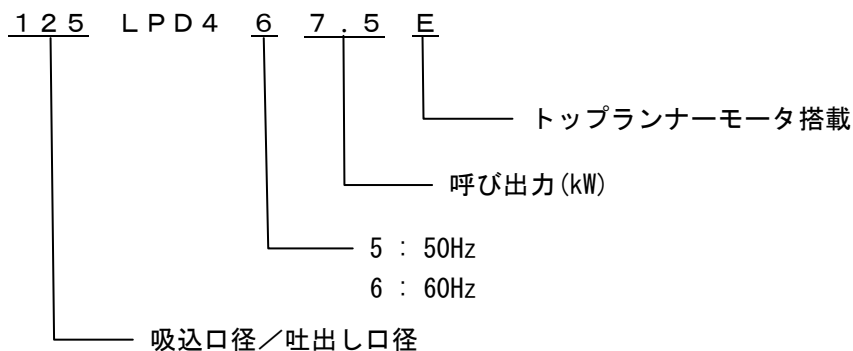 １２５ ＬＰＤ４ ６ ７．５ Ｅ
トップランナーモータ搭載
呼び出力(kW)
5 : 50Hz
6 : 60Hz
吸込口径／吐出し口径